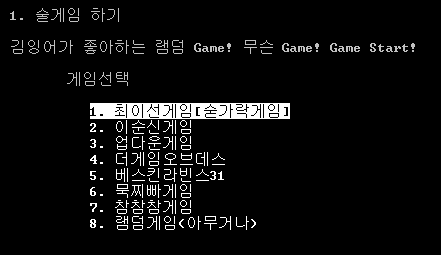 1. 술게임 하기
김잉어가 좋아하는 램덤 Game! 무슨 Game! Game Start!
게임선택
1. 최이선게임[숟가락게임]
2. 이순신게임
3. 업다운게임
4. 더게임오브데스
5. 베스킨라빈스31
6. 묵찌빠게임
7. 참참참게임
8. 램덤게임(아무거나)